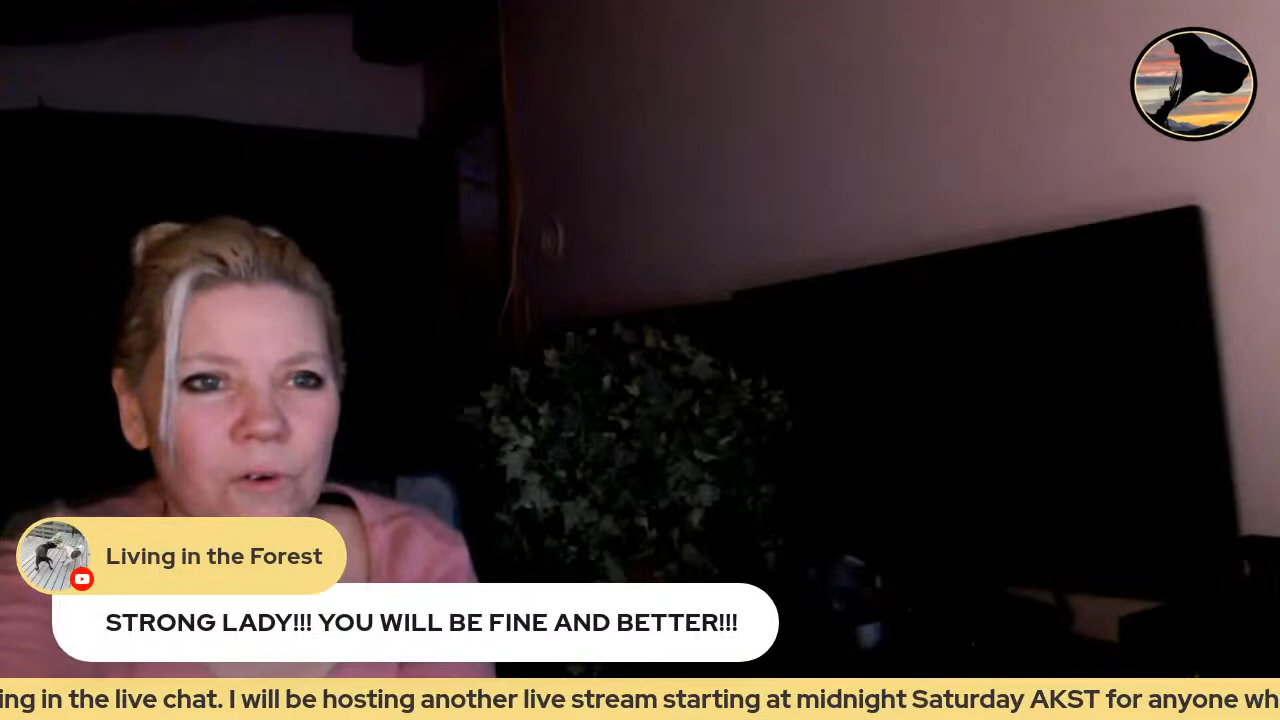 Living in the Forest
STRONG LADY!!! YOU WILL BE FINE AND BETTER!!!
ing in the live chat. I will be hosting another live stream starting at midnight Saturday AKST for anyone wh